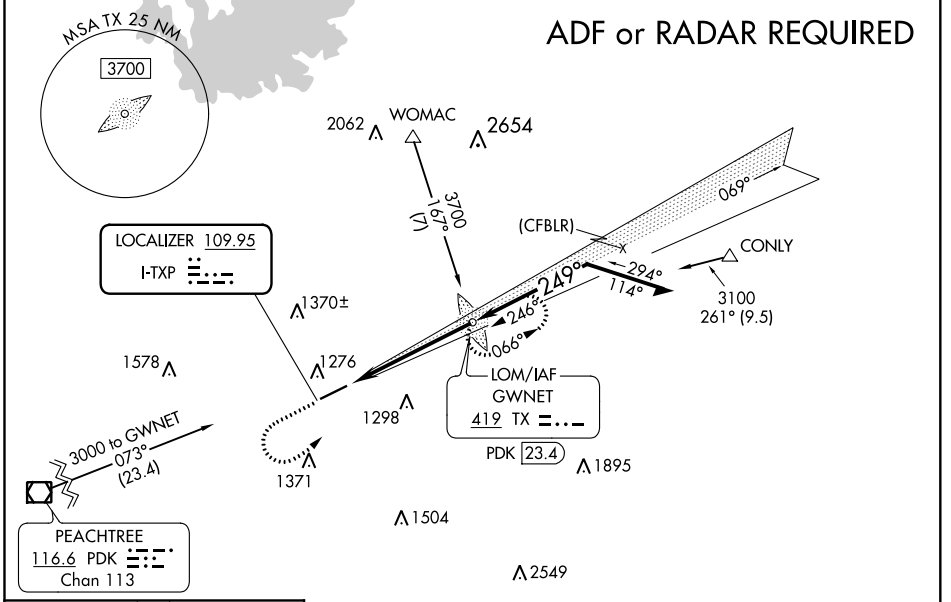 MSA TX 25 NM
3700
ADF or RADAR REQUIRED
2062
WOMAC
2654
3700
167°
(7)
069°
(CFBLR)
LOCALIZER 109.95
I-TXP
CONLY
249°
294°
114°
3100
261° (9.5)
1370±
246°
066°
1578
1276
LOM/IAF
GWNET
419 TX
PDK 23.4
1298
3000 to GWNET
073°
(23.4)
1371
1895
1504
PEACHTREE
116.6 PDK
Chan 113
2549
X